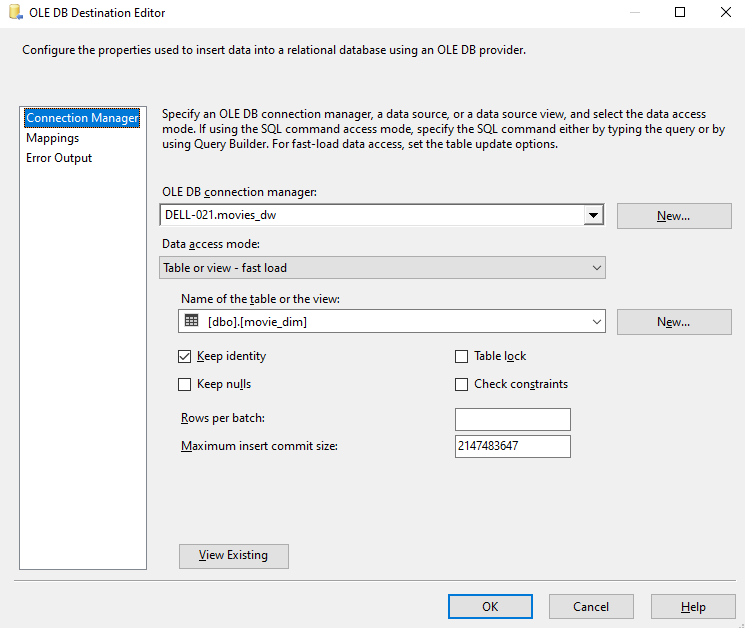 OLE DB Destination Editor
Configure the properties used to insert data into a relational database using an OLE DB provider.
Connection Manager
Mappings
Error Output
Specify an OLE DB connection manager, a data source, or a data source view, and select the data access
mode. If using the SQL command access mode, specify the SQL command either by typing the query or by
using Query Builder. For fast-load data access, set the table update options.
OLE DB connection manager:
DELL-021.movies_dw
New...
Data access mode:
Table or view - fast load
Name of the table or the view:
[dbo].[movie_dim]
New...
Keep identity
Table lock
Keep nulls
Check constraints
Rows per batch:
Maximum insert commit size:
2147483647
View Existing
OK
Cancel
Help